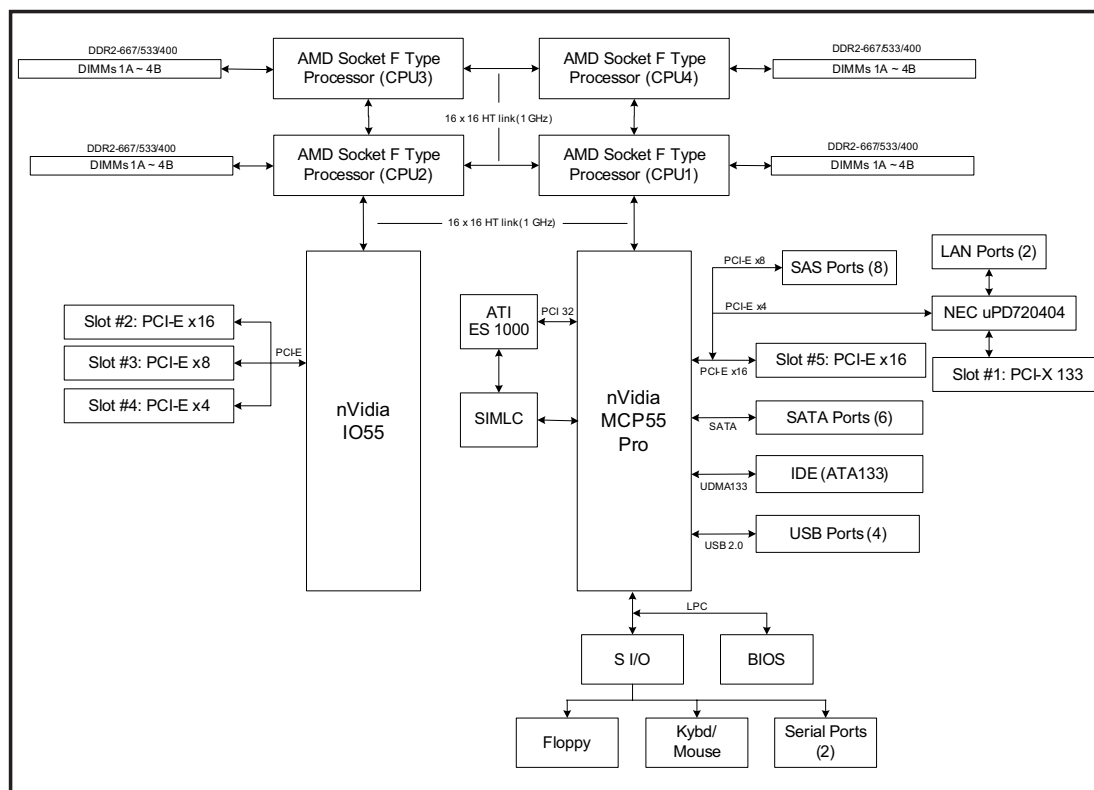 DDR2-667/533/400
DIMMs 1A ~ 4B
AMD Socket F Type
Processor (CPU3)
AMD Socket F Type
Processor (CPU4)
DDR2-667/533/400
DIMMs 1A ~ 4B
16 x 16 HT link (1 GHz)
DDR2-667/533/400
DIMMs 1A ~ 4B
AMD Socket F Type
Processor (CPU2)
AMD Socket F Type
Processor (CPU1)
DDR2-667/533/400
DIMMs 1A ~ 4B
16 x 16 HT link (1 GHz)
Slot #2: PCI-E x16
Slot #3: PCI-E x8
Slot #4: PCI-E x4
PCI-E
nVidia
IO55
ATI
ES 1000
PCI 32
SIMLC
nVidia
MCP55
Pro
PCI-E x8
SAS Ports (8)
LAN Ports (2)
PCI-E x4
NEC uPD720404
PCI-E x16
Slot #5: PCI-E x16
Slot #1: PCI-X 133
SATA
SATA Ports (6)
UDMA133
IDE (ATA133)
USB 2.0
USB Ports (4)
LPC
S I/O
BIOS
Floppy
Kybd/
Mouse
Serial Ports
(2)